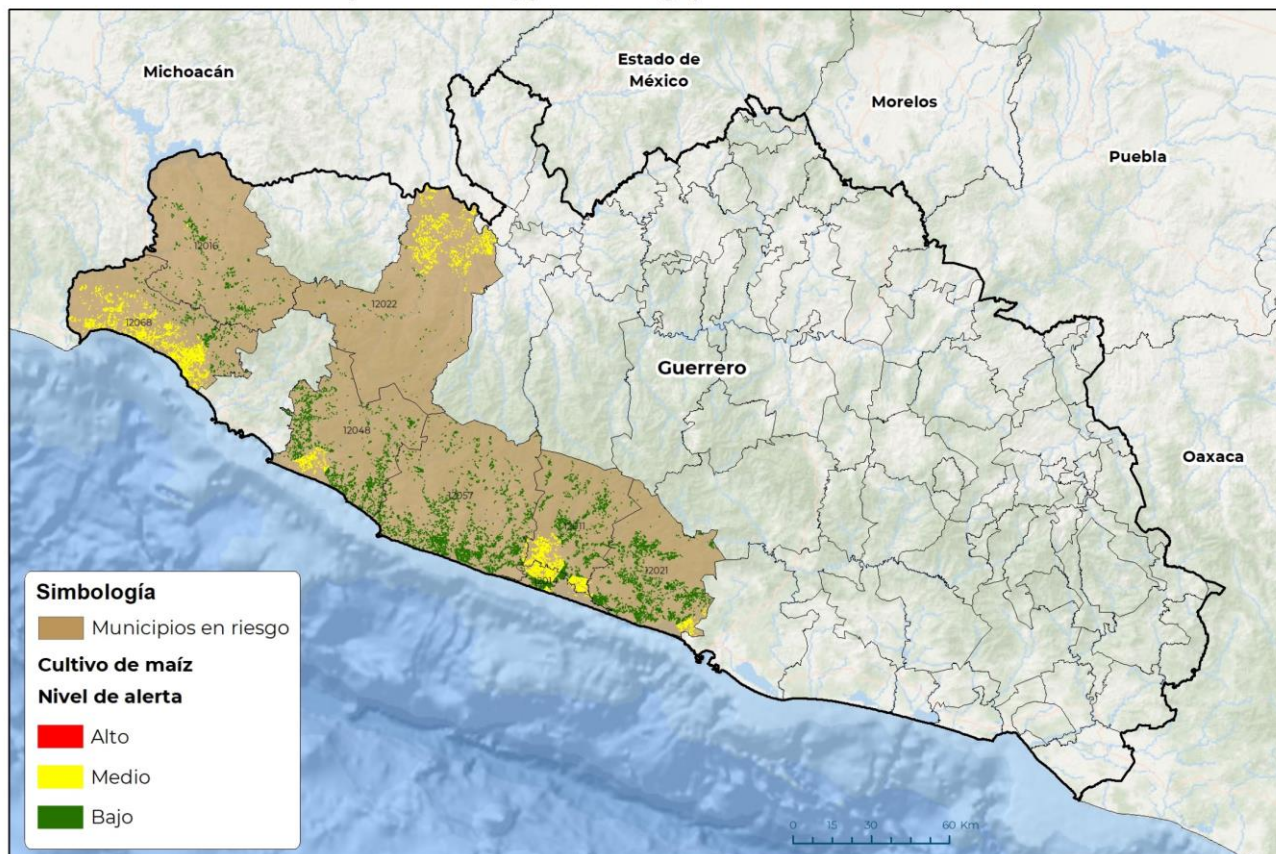 Michoacán
Estado de
México
Morelos
Puebla
12016
12022
12068
Guerrero
Oaxaca
12048
12057
12021
Simbología
Municipios en riesgo
Cultivo de maíz
Nivel de alerta
Alto
Medio
Bajo
0 15 30 60 Km